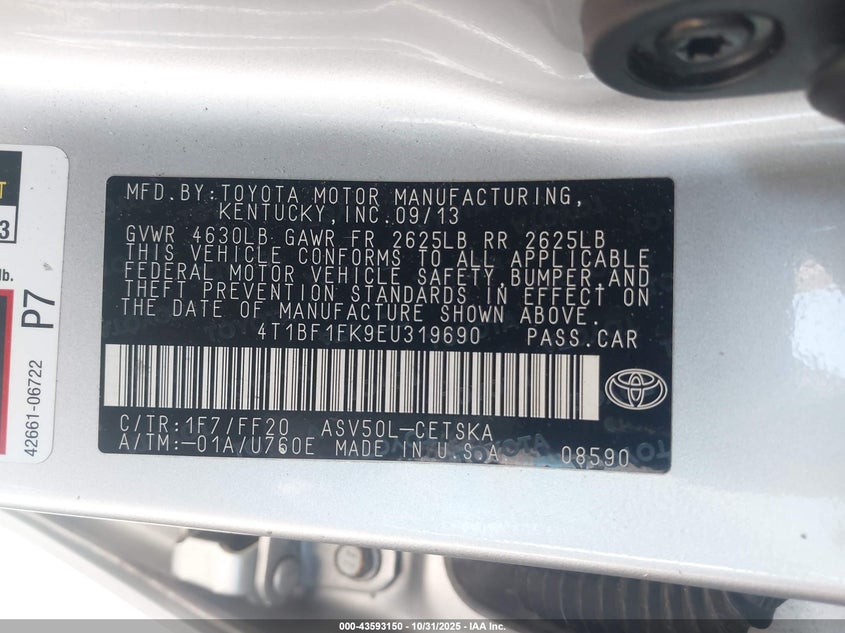 MFD.BY:TOYOTA MOTOR MANUFACTURING,
KENTUCKY,INC.09/13
GVWR 4630LB GAWR FR 2625LB RR 2625LB
THIS VEHICLE CONFORMS TO ALL APPLICABLE
FEDERAL MOTOR VEHICLE SAFETY,BUMPER,AND
THEFT PREVENTION STANDARDS IN EFFECT ON
THE DATE OF MANUFACTURE SHOWN ABOVE.
4T1BF1FK9EU319690 PASS.CAR
C/TR:1F7/FF20 ASV50L-CETSKA
A/TM:-01A/U760E MADE IN U.S.A. 08590
T
3
lb.
P7
42661-06722
000-43593150 - 10/31/2025 - IAA Inc.